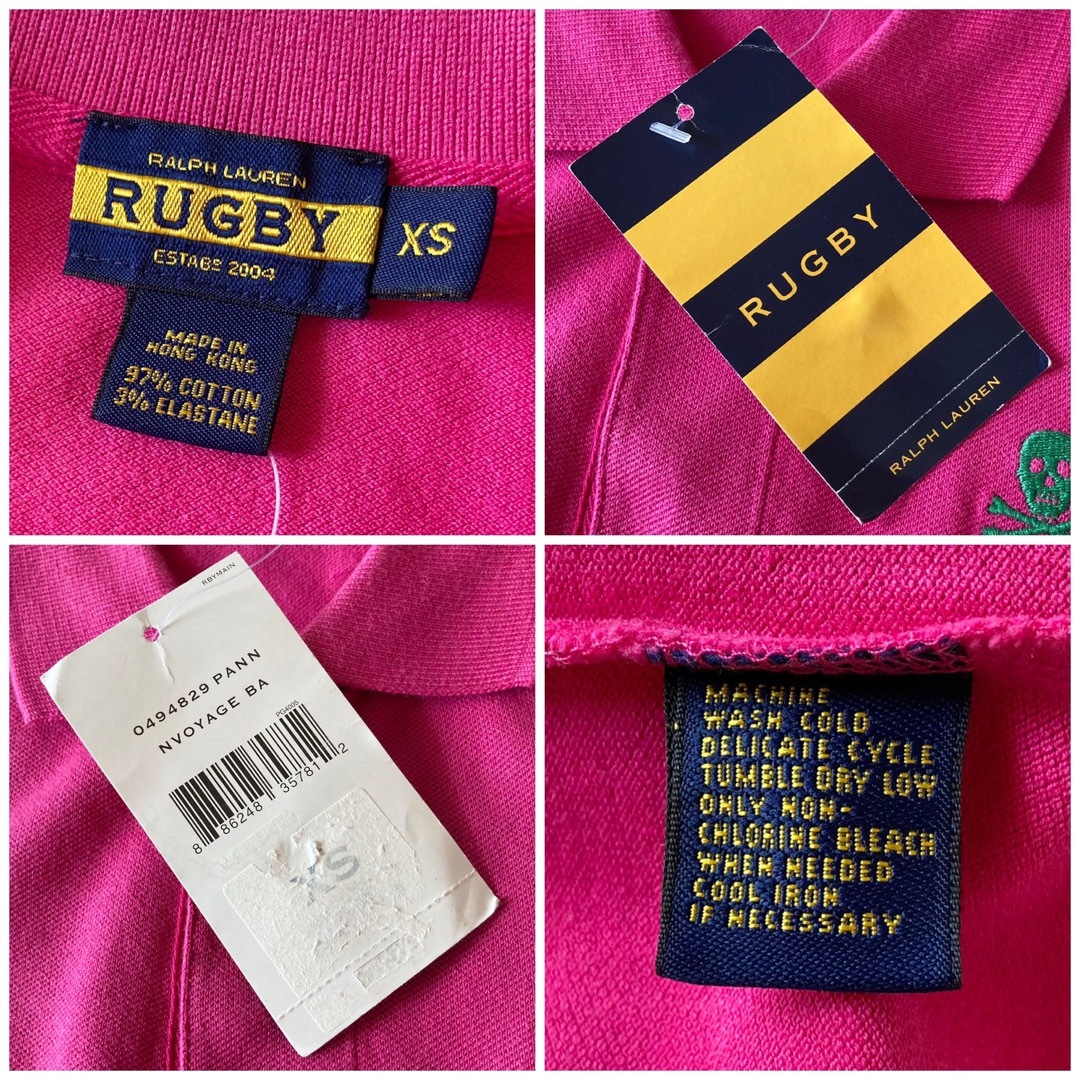 RALPH LAUREN
RUGBY
ESTABS 2004
XS
MADE IN
HONG KONG
97% COTTON
3% ELASTANE
RUGBY
RALPH LAUREN
RBYMAIN
0494829 PANN
NVOYAGE BA
PG4005
8 86248 35781 2
XS
MACHINE
WASH COLD
DELICATE CYCLE
TUMBLE DRY LOW
ONLY NON-
CHLORINE BLEACH
WHEN NEEDED
COOL IRON
IF NECESSARY